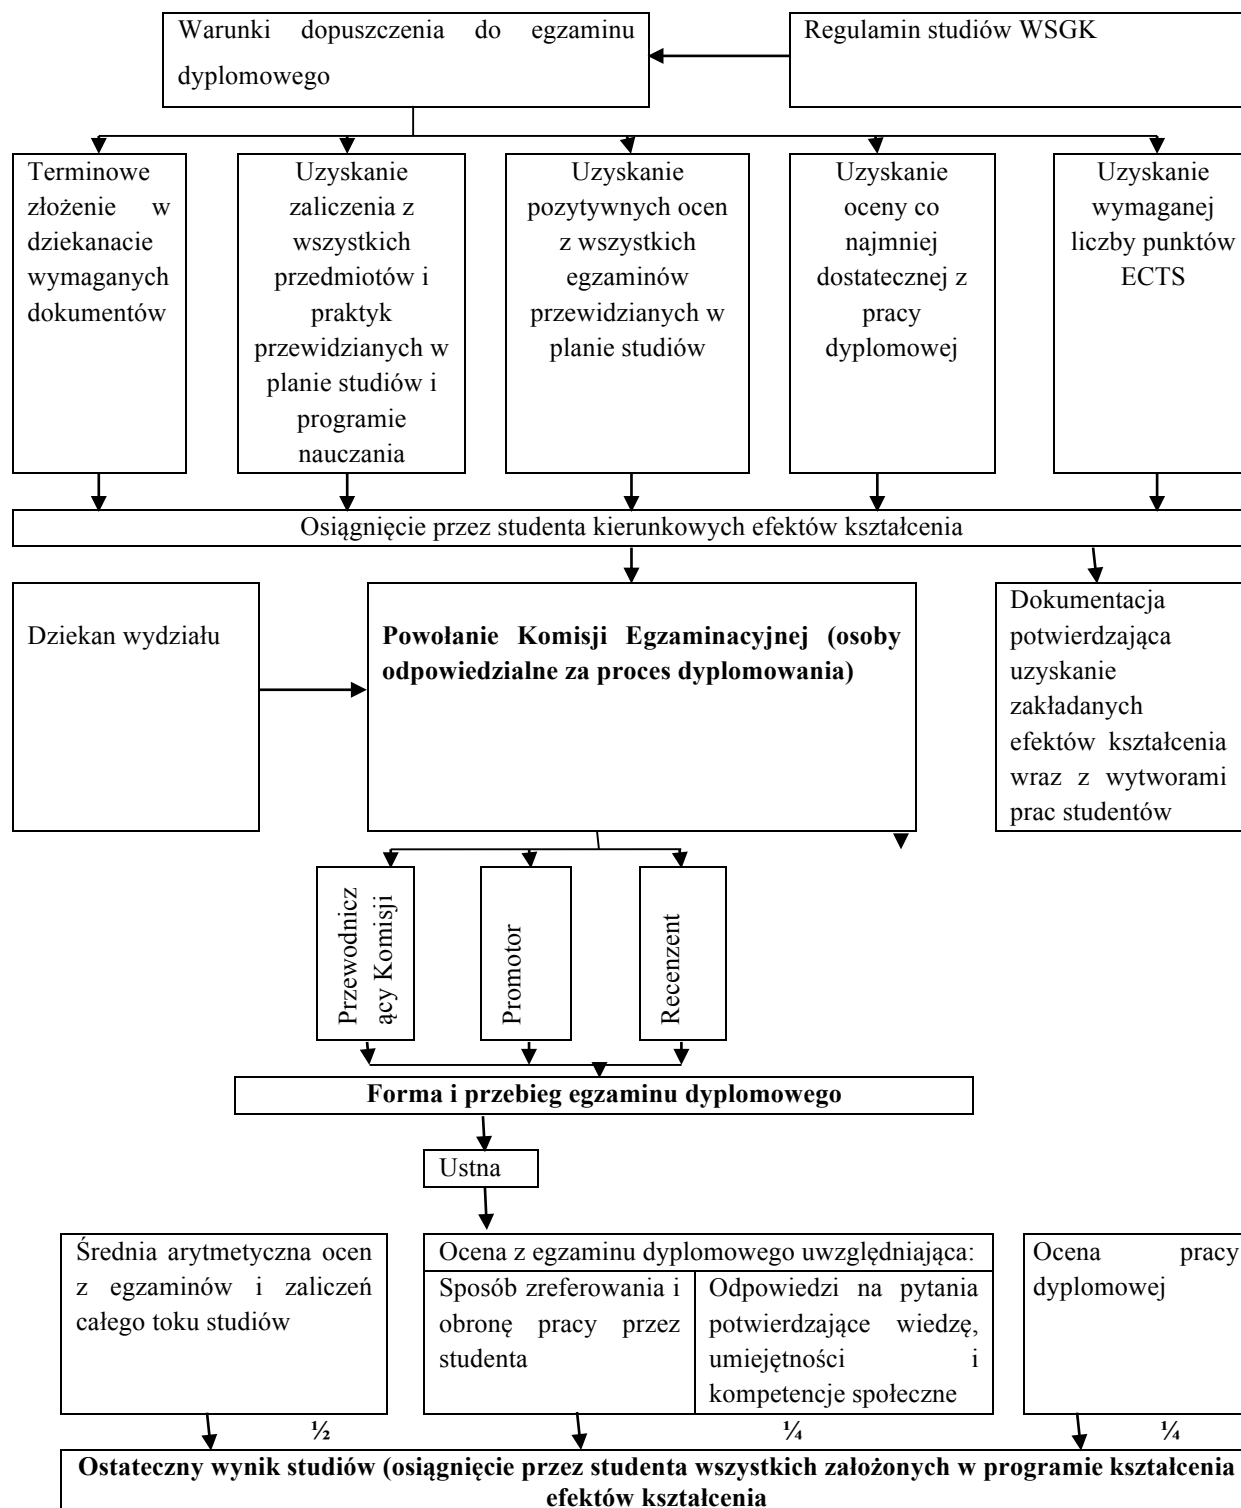 Warunki dopuszczenia do egzaminu
dyplomowego
Regulamin studiów WSGK
Terminowe
złożenie w
dziekanacie
wymaganych
dokumentów
Uzyskanie
zaliczenia z
wszystkich
przedmiotów i
praktyk
przewidzianych w
planie studiów i
programie
nauczania
Uzyskanie
pozytywnych ocen
z wszystkich
egzaminów
przewidzianych w
planie studiów
Uzyskanie
oceny co
najmniej
dostatecznej z
pracy
dyplomowej
Uzyskanie
wymaganej
liczby punktów
ECTS
Osiągnięcie przez studenta kierunkowych efektów kształcenia
Dziekan wydziału
Powołanie Komisji Egzaminacyjnej (osoby
odpowiedzialne za proces dyplomowania)
Dokumentacja
potwierdzająca
uzyskanie
zakładanych
efektów kształcenia
wraz z wytworami
prac studentów
Przewodnicz
ący Komisji
Promotor
Recenzent
Forma i przebieg egzaminu dyplomowego
Ustna
Średnia arytmetyczna ocen
z egzaminów i zaliczeń
całego toku studiów
Ocena z egzaminu dyplomowego uwzględniająca:
Sposób zreferowania i
obronę pracy przez
studenta
Odpowiedzi na pytania
potwierdzające wiedzę,
umiejętności i
kompetencje społeczne
Ocena pracy
dyplomowej
½
¼
¼
Ostateczny wynik studiów (osiągnięcie przez studenta wszystkich założonych w programie kształcenia
efektów kształcenia